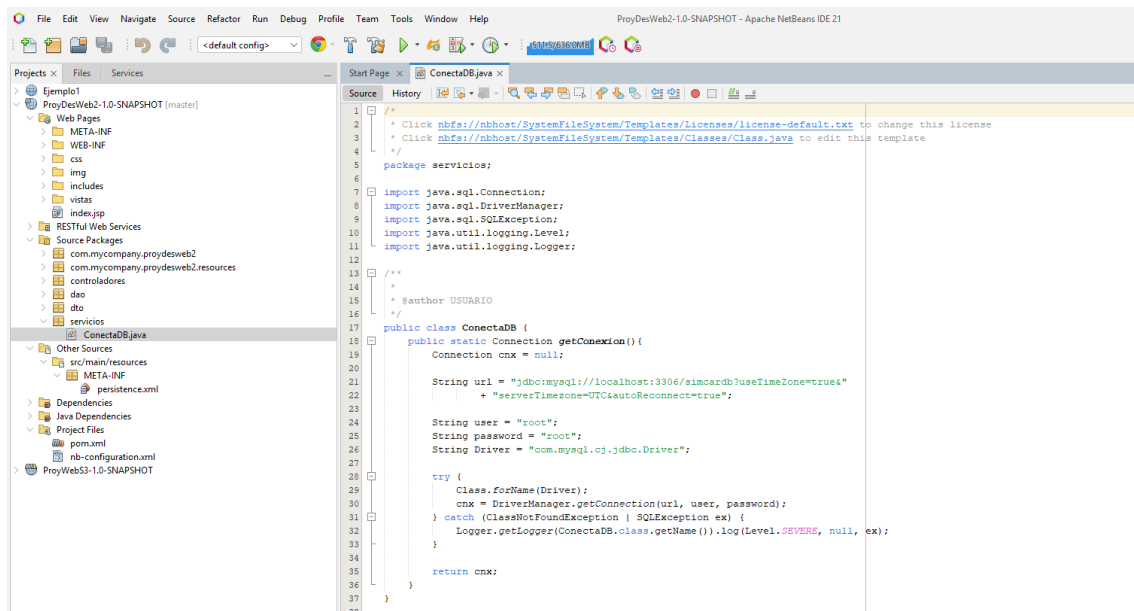 File Edit View Navigate Source Refactor Run Debug Profile Team Tools Window Help
ProyDesWeb2-1.0-SNAPSHOT - Apache NetBeans IDE 21
<default config>
511,5/636,0MB
Projects Files Services
Ejemplo1
ProyDesWeb2-1.0-SNAPSHOT [master]
Web Pages
META-INF
WEB-INF
css
img
includes
vistas
index.jsp
RESTful Web Services
Source Packages
com.mycompany.proydesweb2
com.mycompany.proydesweb2.resources
controladores
dao
dto
servicios
ConectaDB.java
Other Sources
src/main/resources
META-INF
persistence.xml
Dependencies
Java Dependencies
Project Files
pom.xml
nb-configuration.xml
ProyWebS3-1.0-SNAPSHOT
Start Page ConectaDB.java
Source History
1 /*
2 * Click nbfs://nbhost/SystemFileSystem/Templates/Licenses/license-default.txt to change this license
3 * Click nbfs://nbhost/SystemFileSystem/Templates/Classes/Class.java to edit this template
4 */
5 package servicios;
6
7 import java.sql.Connection;
8 import java.sql.DriverManager;
9 import java.sql.SQLException;
10 import java.util.logging.Level;
11 import java.util.logging.Logger;
12
13 /**
14 *
15 * @author USUARIO
16 */
17 public class ConectaDB {
18 public static Connection getConexion(){
19 Connection cnx = null;
20
21 String url = "jdbc:mysql://localhost:3306/simcardb?useTimeZone=true&"
22 + "serverTimezone=UTC&autoReconnect=true";
23
24 String user = "root";
25 String password = "root";
26 String Driver = "com.mysql.cj.jdbc.Driver";
27
28 try {
29 Class.forName(Driver);
30 cnx = DriverManager.getConnection(url, user, password);
31 } catch (ClassNotFoundException | SQLException ex) {
32 Logger.getLogger(ConectaDB.class.getName()).log(Level.SEVERE, null, ex);
33 }
34
35 return cnx;
36 }
37 }